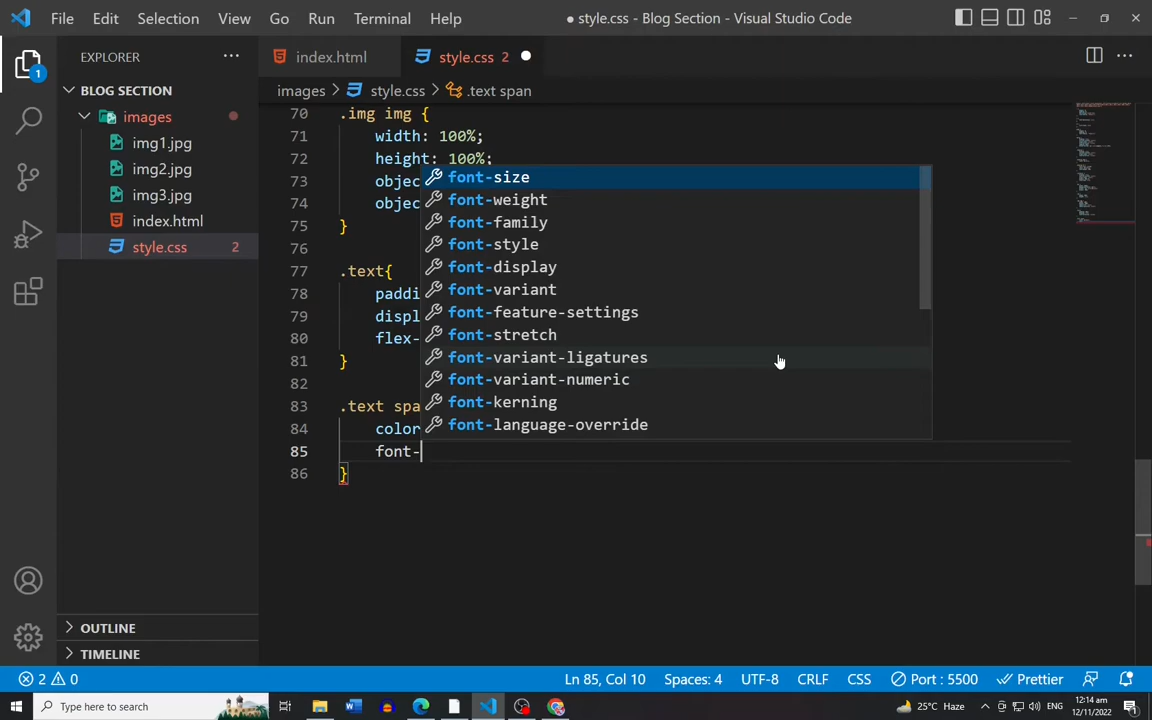 File Edit Selection View Go Run Terminal Help
● style.css - Blog Section - Visual Studio Code
EXPLORER
index.html
style.css 2
BLOG SECTION
images > style.css > .text span
images
img1.jpg
img2.jpg
img3.jpg
index.html
style.css 2
70 .img img {
71 width: 100%;
72 height: 100%;
73 objec
74 objec
75 }
76
77 .text{
78 paddi
79 displ
80 flex-
81 }
82
83 .text spa
84 color
85 font-
86 }
font-size
font-weight
font-family
font-style
font-display
font-variant
font-feature-settings
font-stretch
font-variant-ligatures
font-variant-numeric
font-kerning
font-language-override
OUTLINE
TIMELINE
1
2 0
Ln 85, Col 10 Spaces: 4 UTF-8 CRLF CSS Port : 5500 Prettier
Type here to search
25°C Haze
ENG
12:14 am
12/11/2022
1